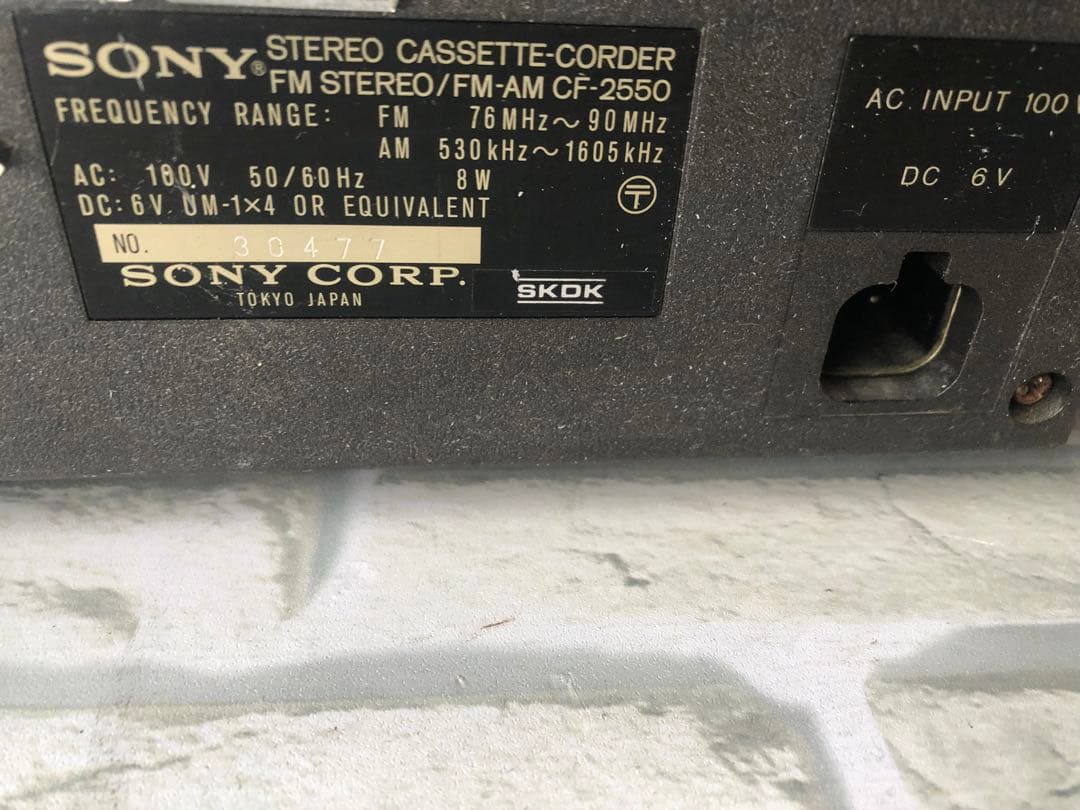 SONY® STEREO CASSETTE-CORDER
FM STEREO/FM-AM CF-2550
FREQUENCY RANGE: FM 76MHz~90MHz
AM 530kHz~1605kHz
AC: 100V 50/60Hz 8W
DC: 6V UM-1×4 OR EQUIVALENT
NO. 30477
SONY CORP.
TOKYO JAPAN
SKDK
AC INPUT 100V
DC 6V